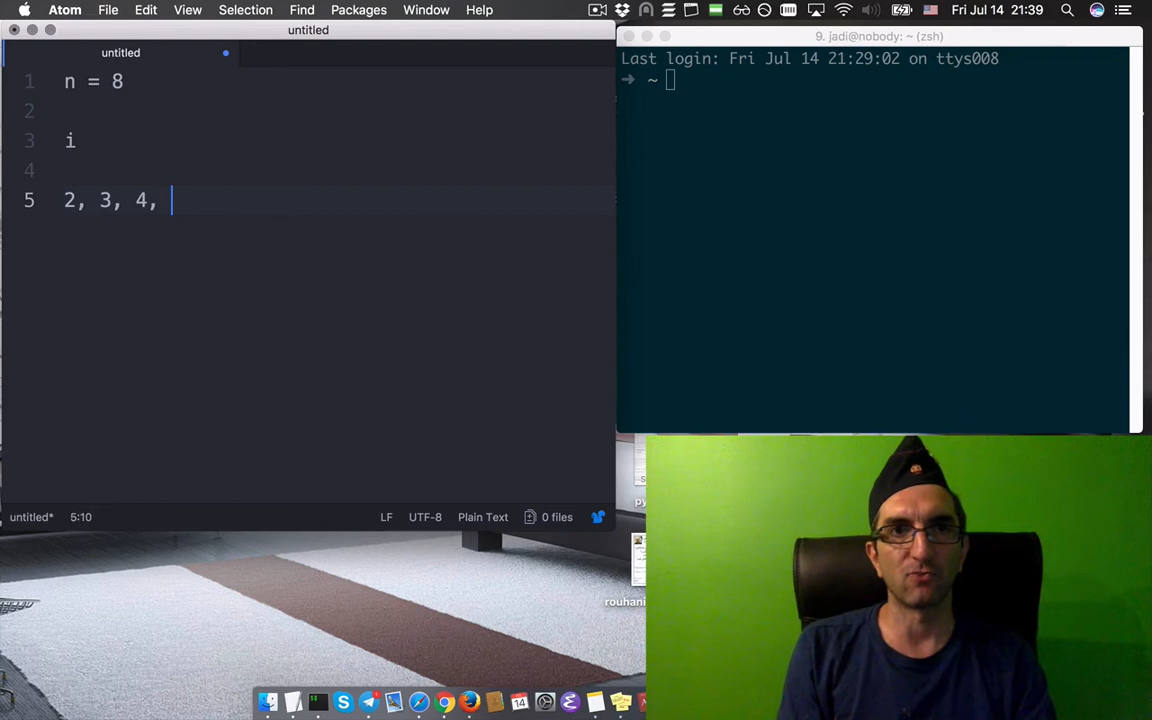 Atom File Edit View Selection Find Packages Window Help Fri Jul 14 21:39
untitled
untitled
1 n = 8
2
3 i
4
5 2, 3, 4,
untitled* 5:10 LF UTF-8 Plain Text 0 files
9. jadi@nobody: ~ (zsh)
Last login: Fri Jul 14 21:29:02 on ttys008
➜ ~
py
rouhani
14